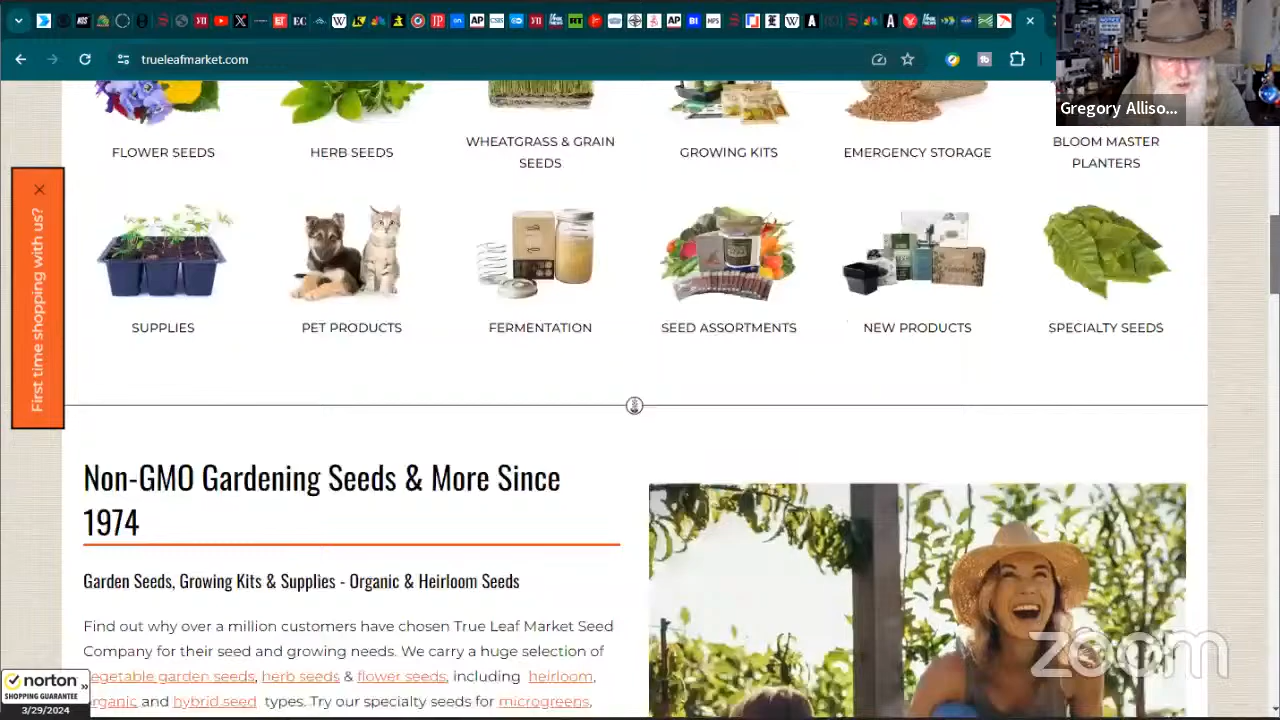 trueleafmarket.com
Gregory Alliso...
FLOWER SEEDS
HERB SEEDS
WHEATGRASS & GRAIN
SEEDS
GROWING KITS
EMERGENCY STORAGE
BLOOM MASTER
PLANTERS
First time shopping with us?
SUPPLIES
PET PRODUCTS
FERMENTATION
SEED ASSORTMENTS
NEW PRODUCTS
SPECIALTY SEEDS
Non-GMO Gardening Seeds & More Since
1974
Garden Seeds, Growing Kits & Supplies - Organic & Heirloom Seeds
Find out why over a million customers have chosen True Leaf Market Seed
Company for their seed and growing needs. We carry a huge selection of
vegetable garden seeds, herb seeds & flower seeds, including heirloom,
organic and hybrid seed types. Try our specialty seeds for microgreens,
norton
SHOPPING GUARANTEE
3/29/2024
zoom